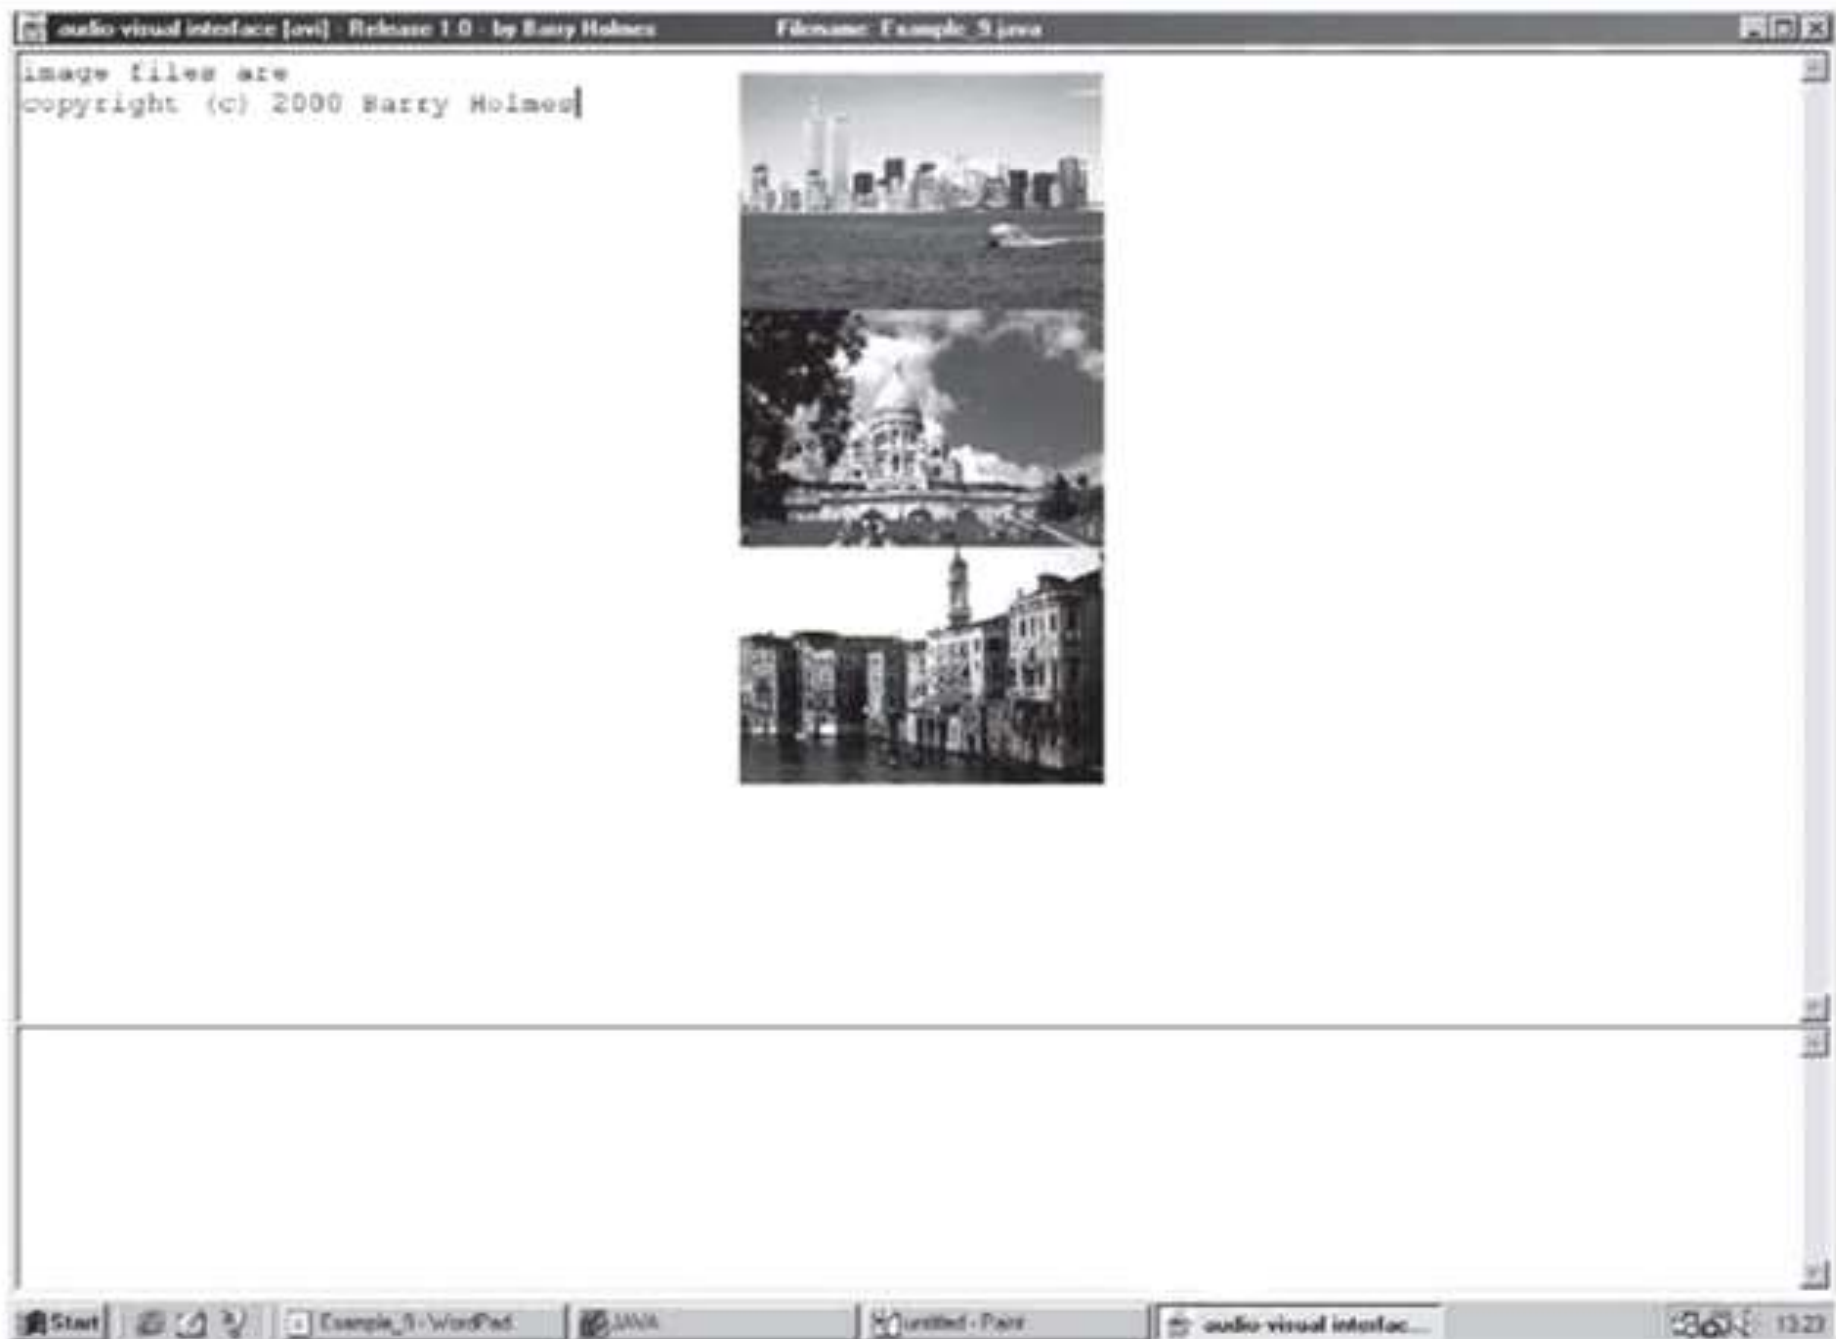 audio-visual interface [avi] - Release 1.0 - by Barry Holmes Filename: Example_9.java
image files are
copyright (c) 2000 Barry Holmes
Start Example_9 - WordPad JAVA untitled - Paint audio-visual interfac... 13:23